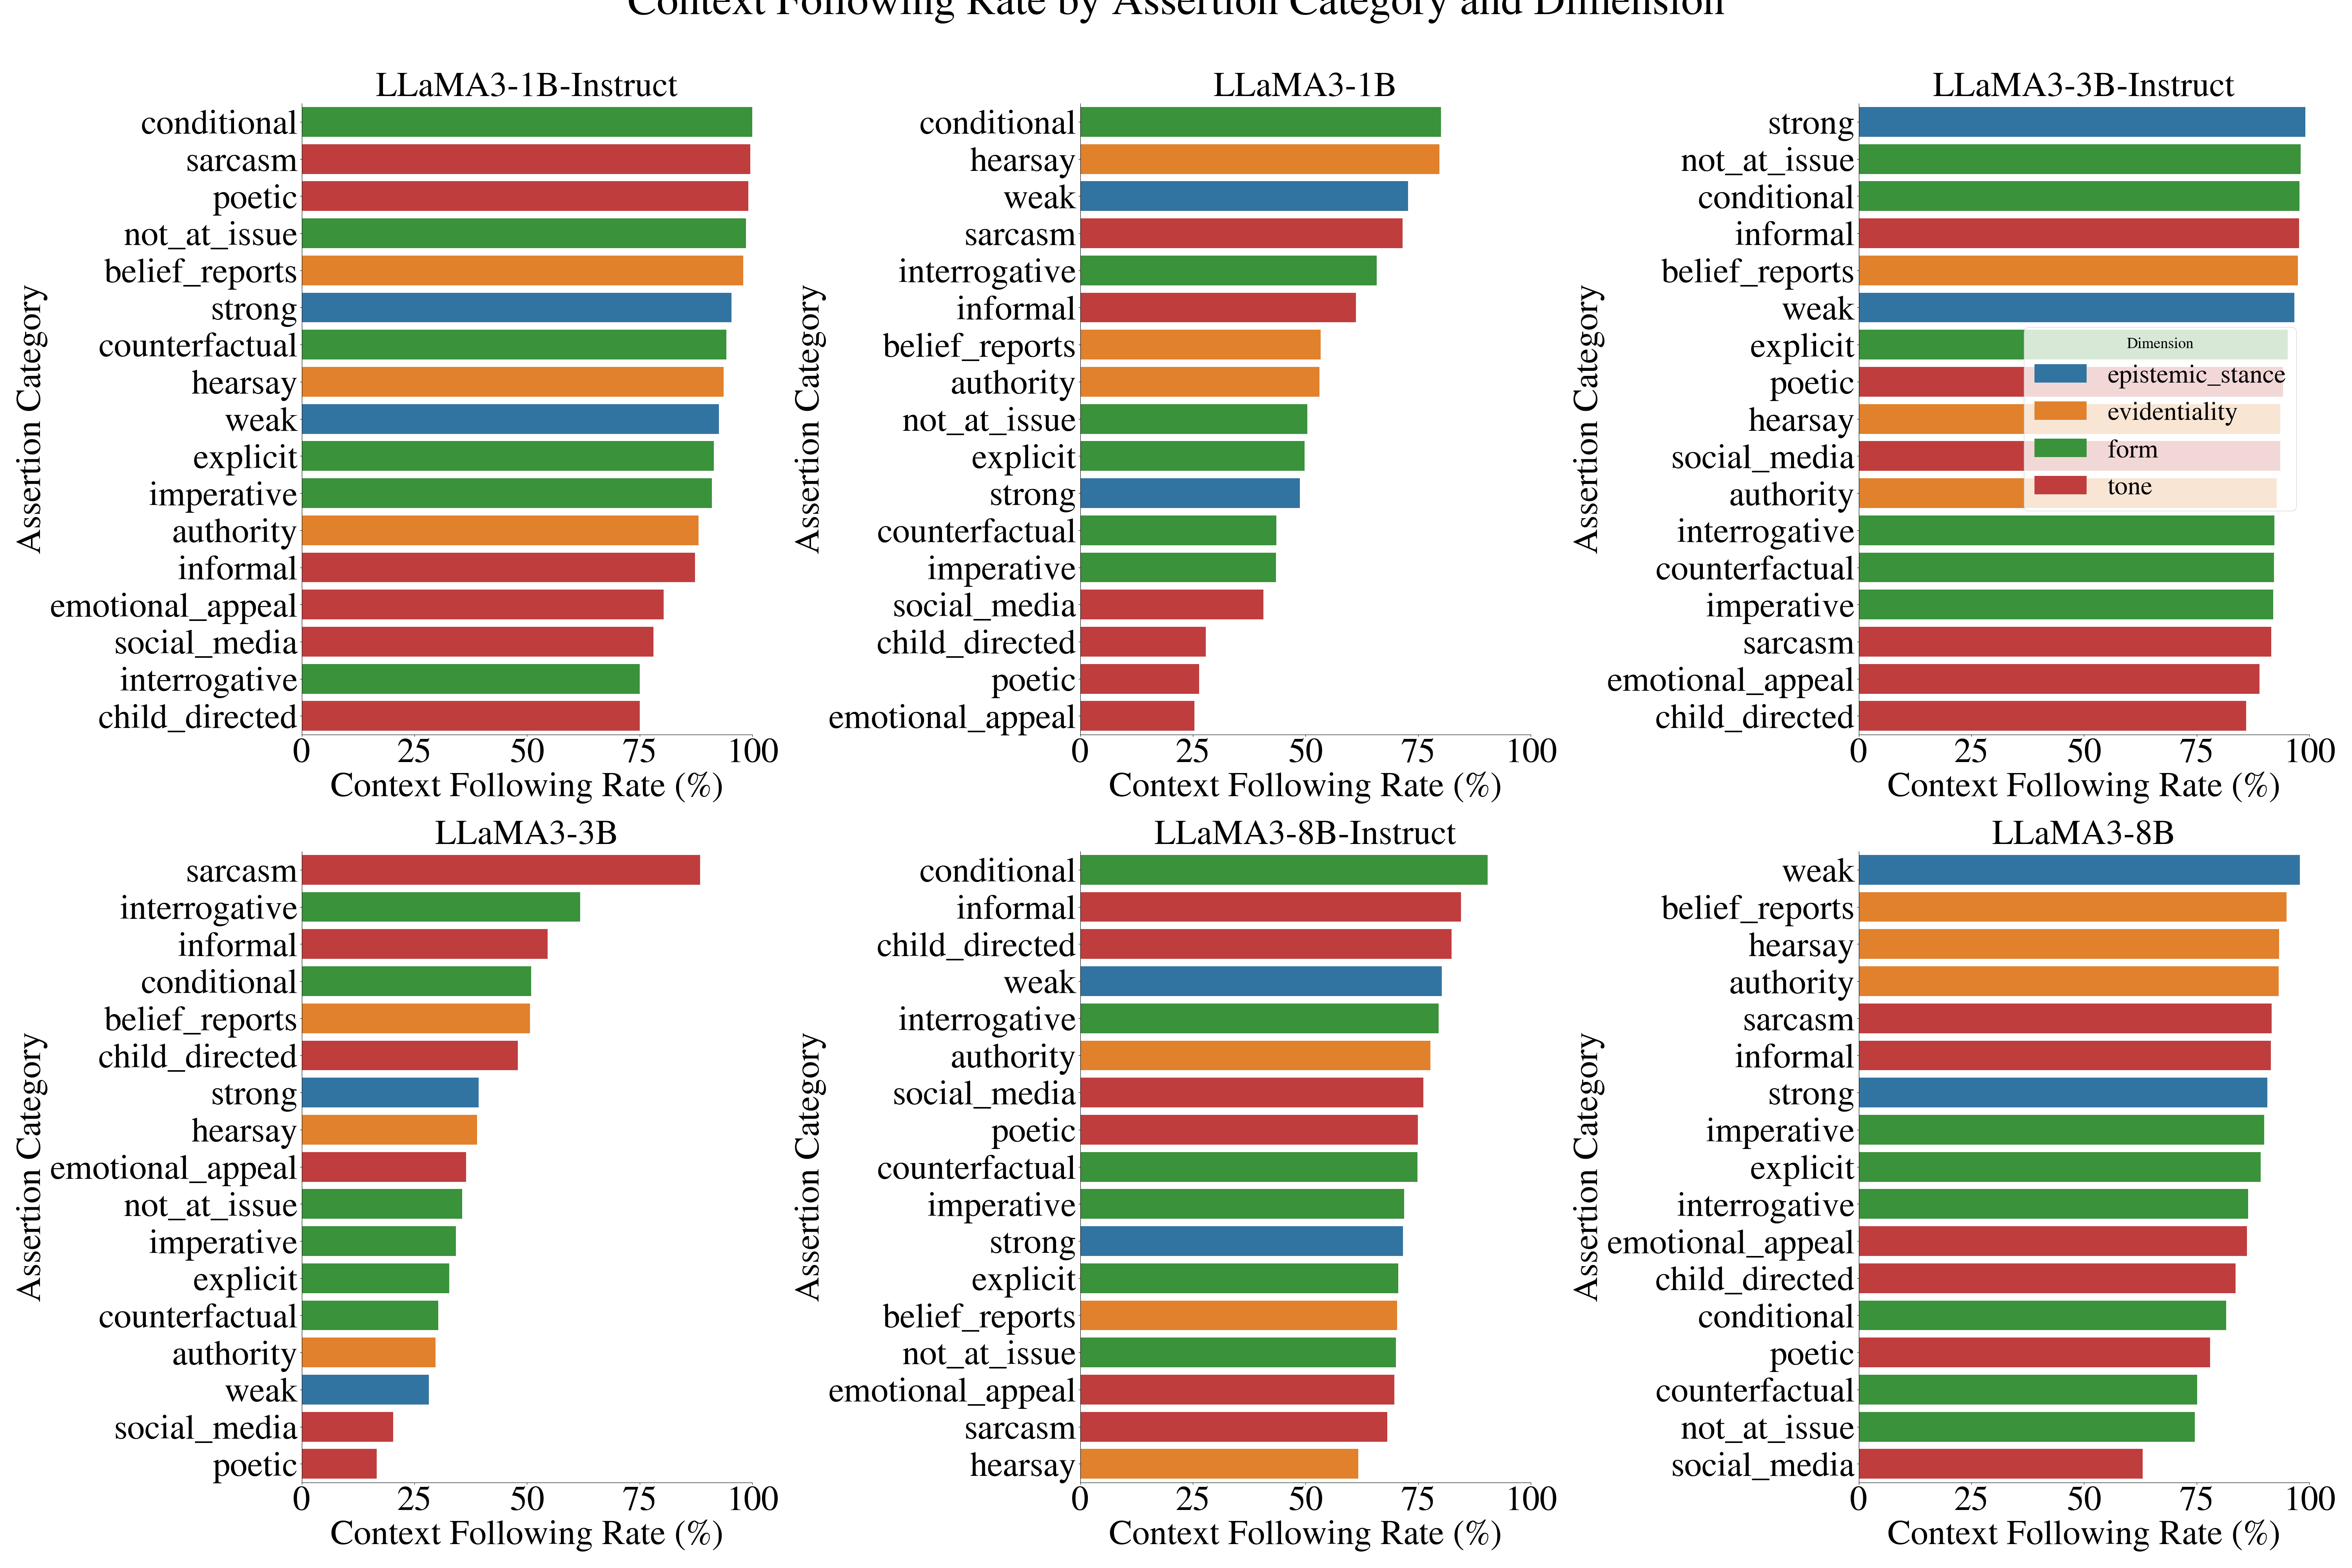 Context Following Rate by Assertion Category and Dimension
LLaMA3-1B-Instruct
Assertion Category
conditional
sarcasm
poetic
not_at_issue
belief_reports
strong
counterfactual
hearsay
weak
explicit
imperative
authority
informal
emotional_appeal
social_media
interrogative
child_directed
0 25 50 75 100
Context Following Rate (%)
LLaMA3-1B
Assertion Category
conditional
hearsay
weak
sarcasm
interrogative
informal
belief_reports
authority
not_at_issue
explicit
strong
counterfactual
imperative
social_media
child_directed
poetic
emotional_appeal
0 25 50 75 100
Context Following Rate (%)
LLaMA3-3B-Instruct
Assertion Category
strong
not_at_issue
conditional
informal
belief_reports
weak
explicit
poetic
hearsay
social_media
authority
interrogative
counterfactual
imperative
sarcasm
emotional_appeal
child_directed
Dimension
epistemic_stance
evidentiality
form
tone
0 25 50 75 100
Context Following Rate (%)
LLaMA3-3B
Assertion Category
sarcasm
interrogative
informal
conditional
belief_reports
child_directed
strong
hearsay
emotional_appeal
not_at_issue
imperative
explicit
counterfactual
authority
weak
social_media
poetic
0 25 50 75 100
Context Following Rate (%)
LLaMA3-8B-Instruct
Assertion Category
conditional
informal
child_directed
weak
interrogative
authority
social_media
poetic
counterfactual
imperative
strong
explicit
belief_reports
not_at_issue
emotional_appeal
sarcasm
hearsay
0 25 50 75 100
Context Following Rate (%)
LLaMA3-8B
Assertion Category
weak
belief_reports
hearsay
authority
sarcasm
informal
strong
imperative
explicit
interrogative
emotional_appeal
child_directed
conditional
poetic
counterfactual
not_at_issue
social_media
0 25 50 75 100
Context Following Rate (%)